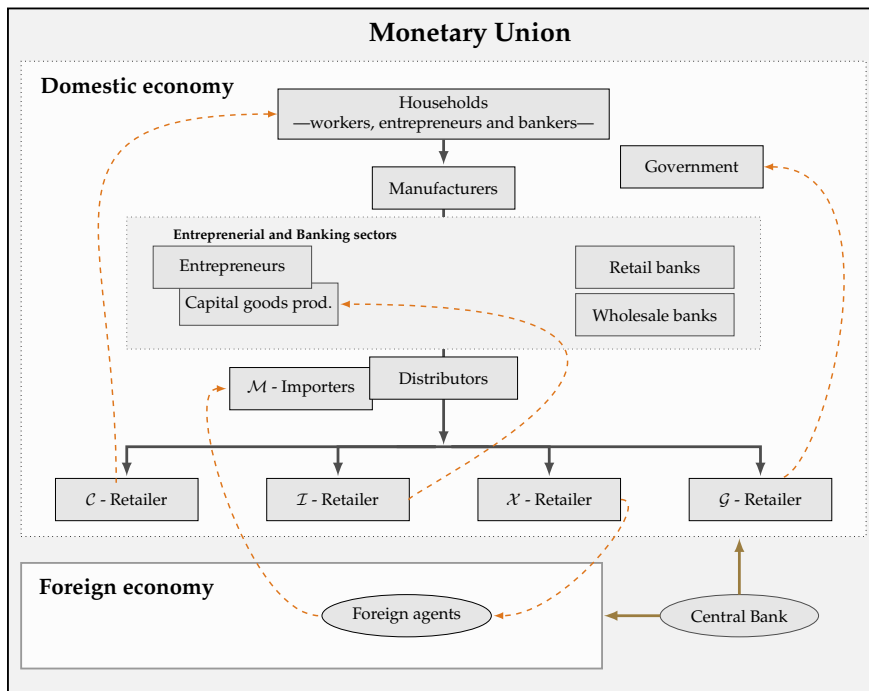 Monetary Union
Domestic economy
Households
—workers, entrepreneurs and bankers—
Government
Manufacturers
Entreprenerial and Banking sectors
Entrepreneurs
Retail banks
Capital goods prod.
Wholesale banks
Distributors
ℳ - Importers
𝒞 - Retailer
ℐ - Retailer
𝒳 - Retailer
𝒢 - Retailer
Foreign economy
Foreign agents
Central Bank